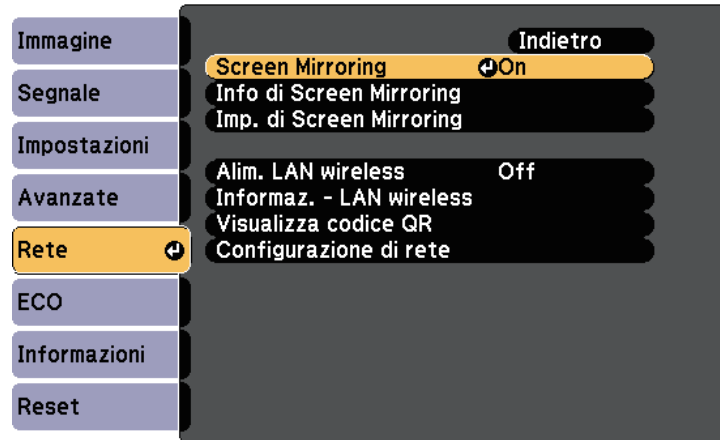 Immagine
Segnale
Impostazioni
Avanzate
Rete
ECO
Informazioni
Reset
Indietro
Screen Mirroring On
Info di Screen Mirroring
Imp. di Screen Mirroring
Alim. LAN wireless Off
Informaz. - LAN wireless
Visualizza codice QR
Configurazione di rete